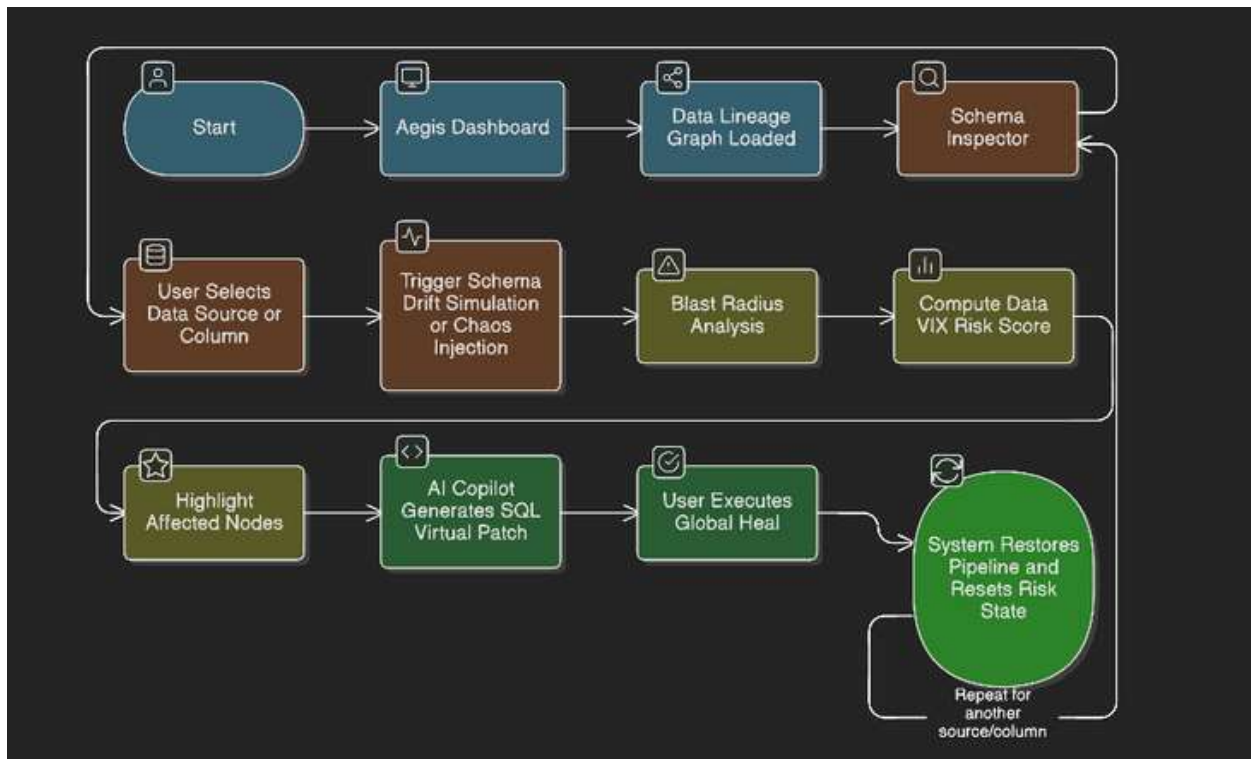 Start
Aegis Dashboard
Data Lineage
Graph Loaded
Schema
Inspector
User Selects
Data Source or
Column
Trigger Schema
Drift Simulation
or Chaos
Injection
Blast Radius
Analysis
Compute Data
VIX Risk Score
Highlight
Affected Nodes
AI Copilot
Generates SQL
Virtual Patch
User Executes
Global Heal
System Restores
Pipeline and
Resets Risk
State
Repeat for
another
source/column